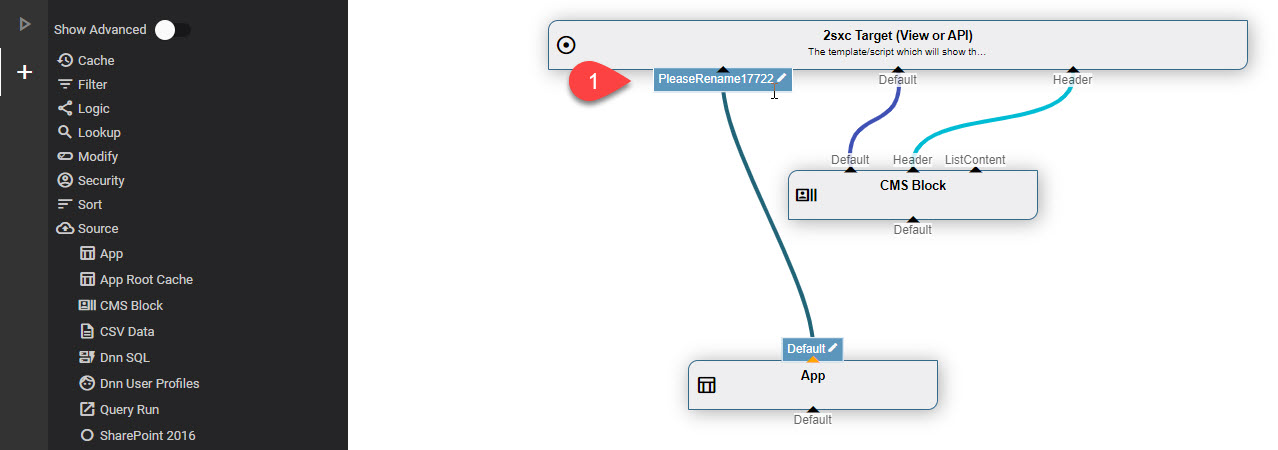 Show Advanced
Cache
Filter
Logic
Lookup
Modify
Security
Sort
Source
App
App Root Cache
CMS Block
CSV Data
Dnn SQL
Dnn User Profiles
Query Run
SharePoint 2016
2sxc Target (View or API)
The template/script which will show th...
1
PleaseRename17722
Default
Header
Default
Header
ListContent
CMS Block
Default
Default
App
Default